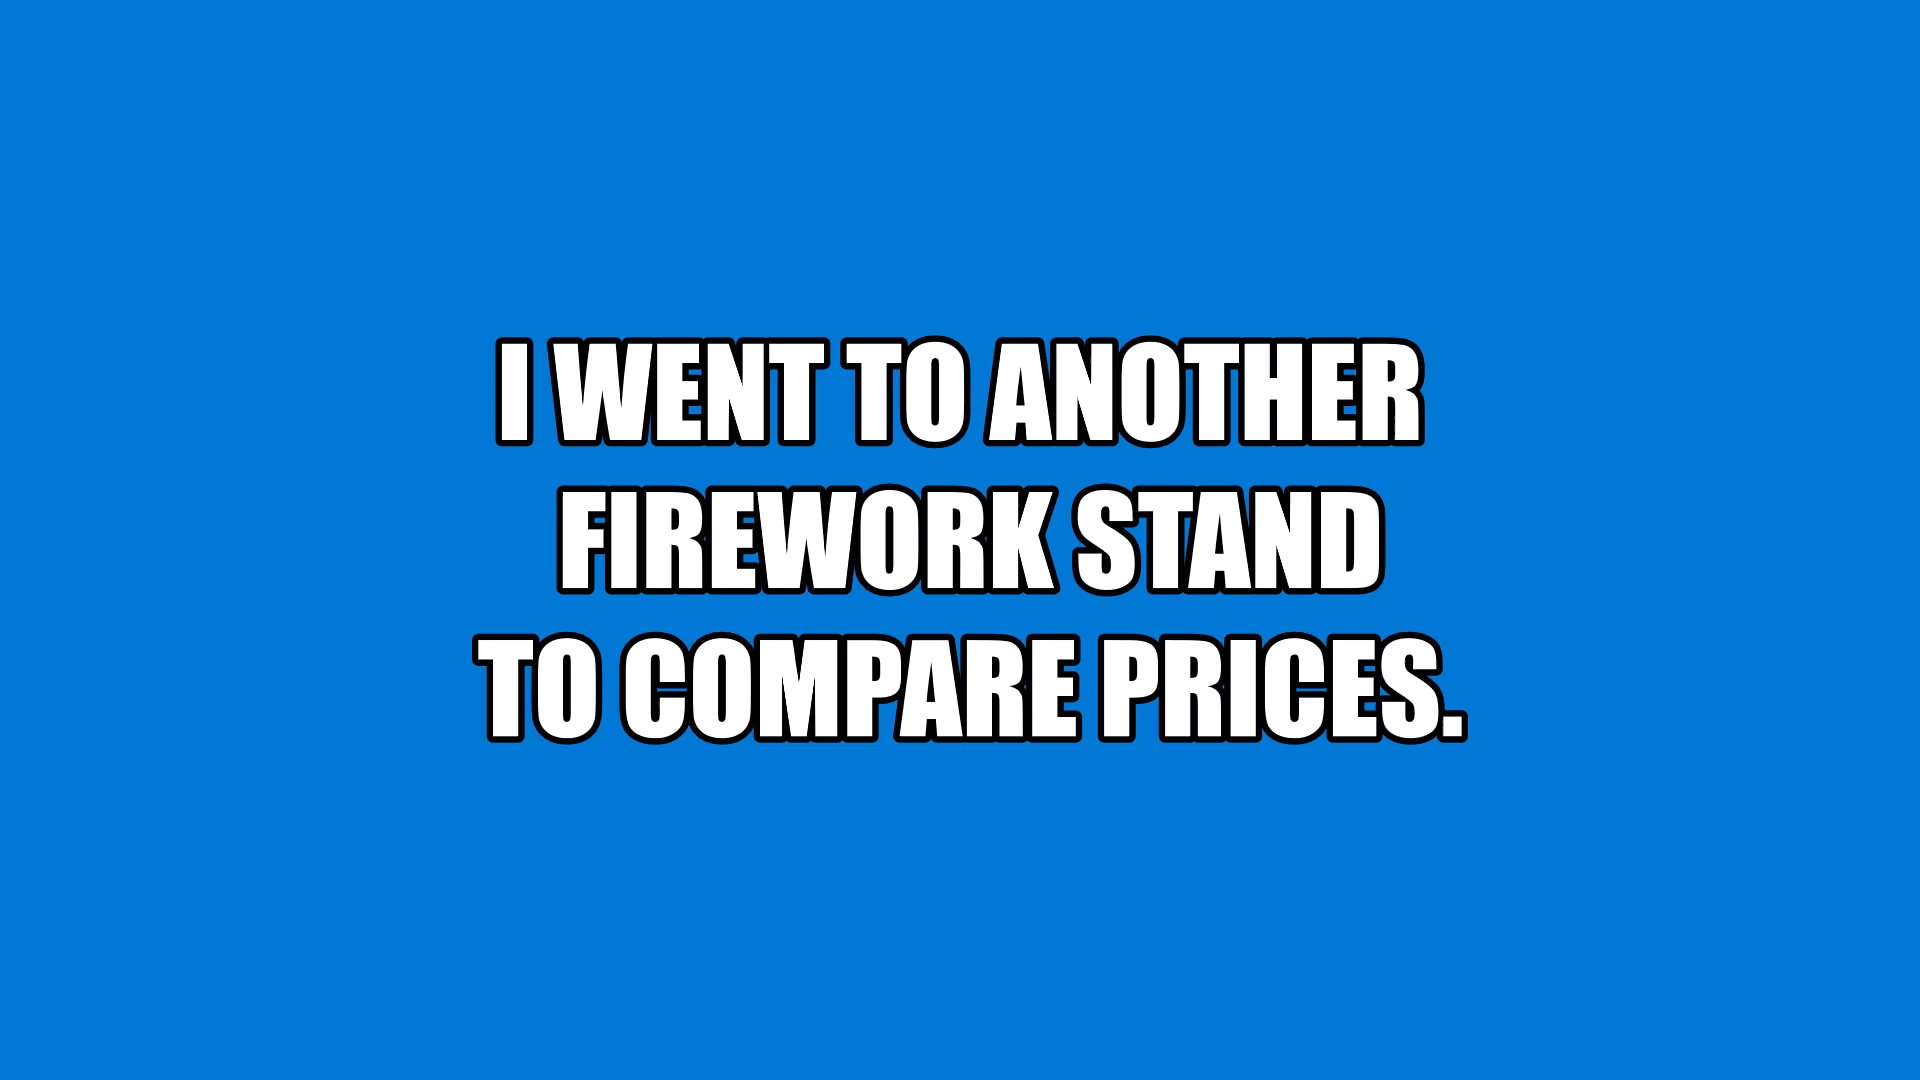 I WENT TO ANOTHER
FIREWORK STAND
TO COMPARE PRICES.